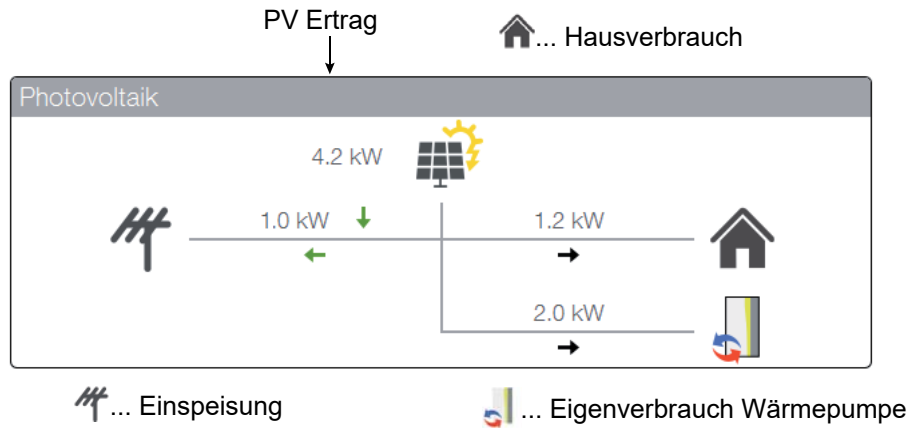 PV Ertrag
... Hausverbrauch
Photovoltaik
4.2 kW
1.0 kW
1.2 kW
2.0 kW
... Einspeisung
... Eigenverbrauch Wärmepumpe